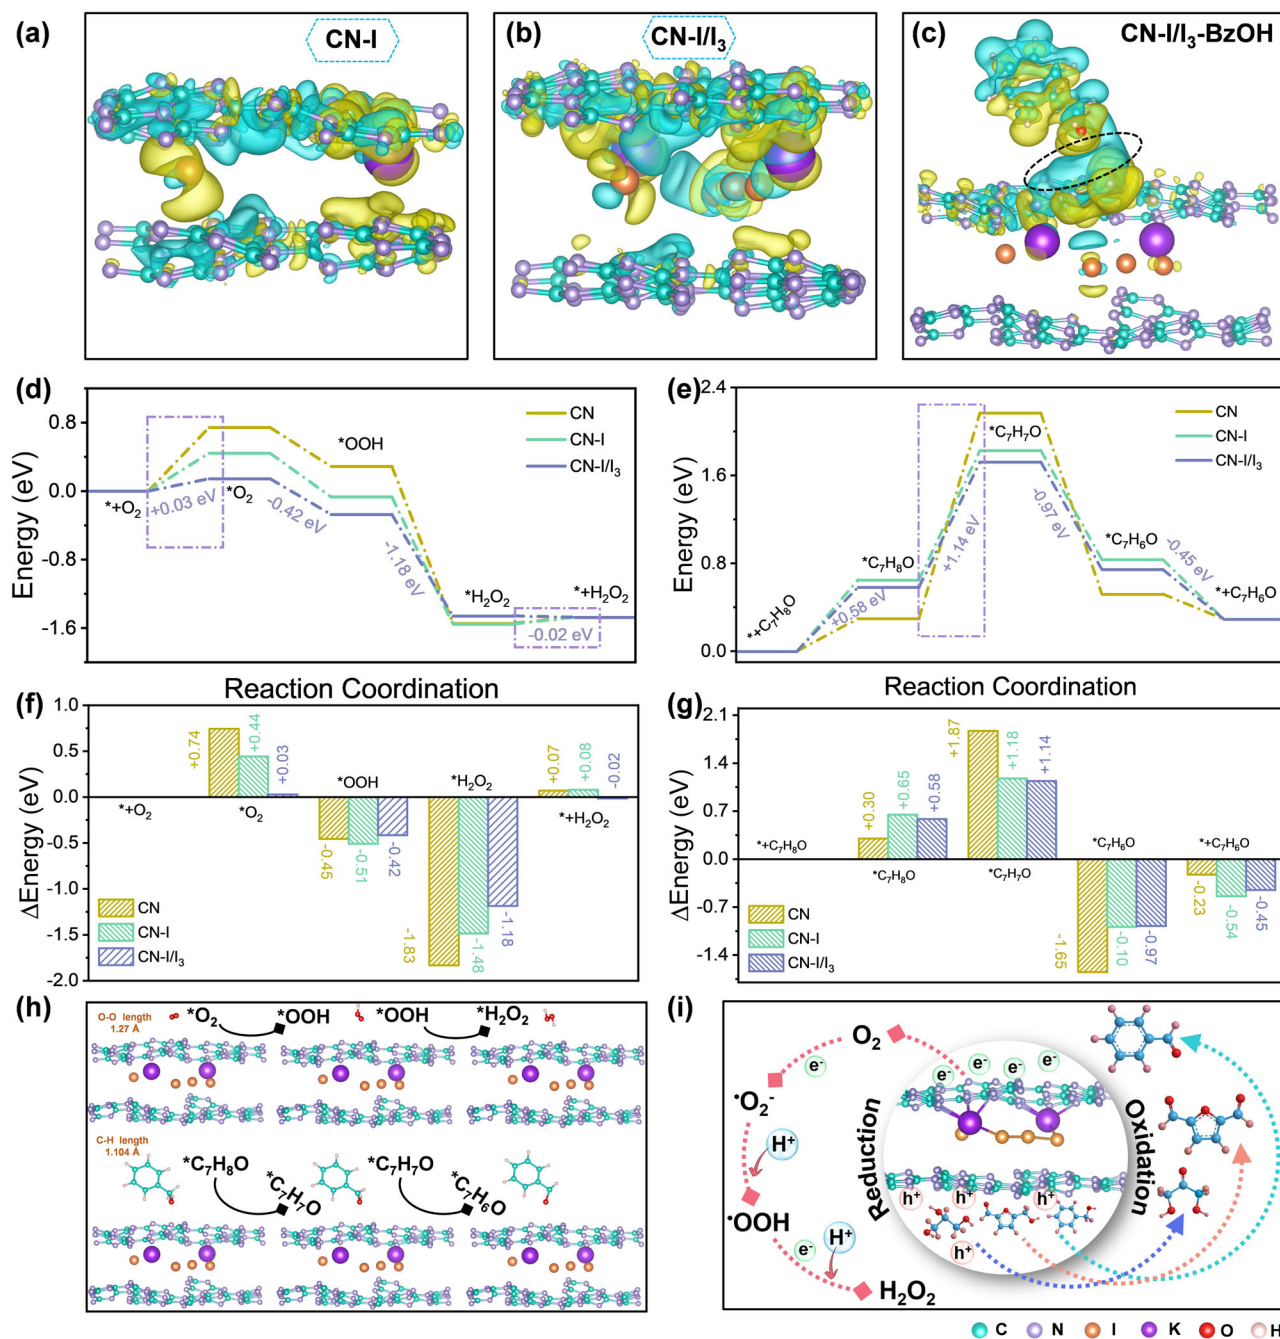 (a)
CN-I
(b)
CN-I/I3
(c)
CN-I/I3-BzOH
(d)
Energy (eV)
0.8
0.0
-0.8
-1.6
CN
CN-I
CN-I/I3
*+O2
+0.03 eV
*O2
-0.42 eV
*OOH
-1.18 eV
*H2O2
-0.02 eV
*+H2O2
Reaction Coordination
(e)
Energy (eV)
2.4
1.6
0.8
0.0
CN
CN-I
CN-I/I3
*+C7H8O
+0.58 eV
*C7H8O
+1.14 eV
*C7H7O
-0.97 eV
*C7H6O
-0.45 eV
*+C7H6O
Reaction Coordination
(f)
ΔEnergy (eV)
1.0
0.5
0.0
-0.5
-1.0
-1.5
-2.0
+0.74
+0.44
+0.03
*+O2
*O2
*OOH
-0.45
-0.51
-0.42
*H2O2
-1.83
-1.48
-1.18
+0.07
+0.08
-0.02
*+H2O2
CN
CN-I
CN-I/I3
(g)
ΔEnergy (eV)
2.1
1.4
0.7
0.0
-0.7
-1.4
*+C7H8O
+0.30
+0.65
+0.58
*C7H8O
+1.87
+1.18
+1.14
*C7H7O
*C7H6O
-1.65
-0.10
-0.97
*+C7H6O
-0.23
-0.54
-0.45
CN
CN-I
CN-I/I3
(h)
O-O length
1.27 Å
*O2
*OOH
*OOH
*H2O2
C-H length
1.104 Å
*C7H8O
*C7H7O
*C7H7O
*C7H6O
(i)
O2
e-
•O2-
H+
•OOH
e-
H+
H2O2
Reduction
Oxidation
e-
e-
e-
e-
h+
h+
h+
h+
C N I K O H